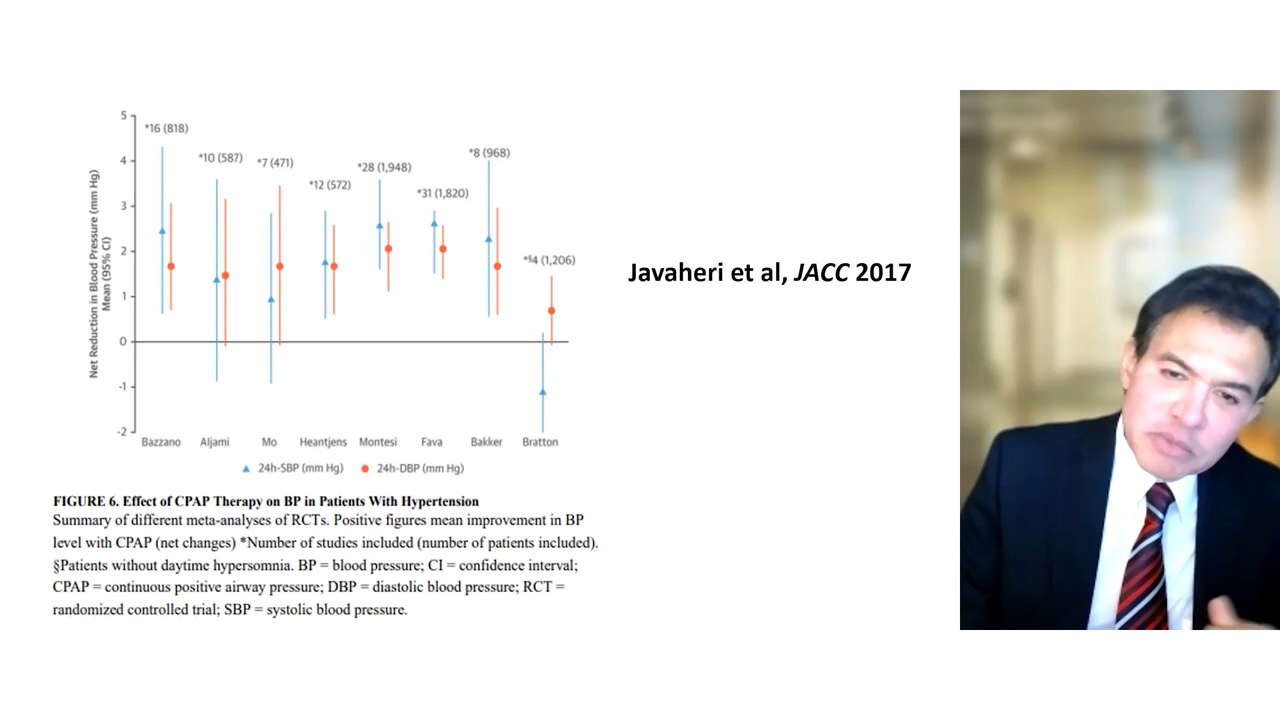 5
4
3
2
1
0
-1
-2
Net Reduction in Blood Pressure (mm Hg)
Mean (95% CI)
*16 (818)
*10 (587)
*7 (471)
*12 (572)
*28 (1,948)
*31 (1,820)
*8 (968)
*§4 (1,206)
Bazzano Aljami Mo Heantjens Montesi Fava Bakker Bratton
24h-SBP (mm Hg) 24h-DBP (mm Hg)
FIGURE 6. Effect of CPAP Therapy on BP in Patients With Hypertension
Summary of different meta-analyses of RCTs. Positive figures mean improvement in BP
level with CPAP (net changes) *Number of studies included (number of patients included).
§Patients without daytime hypersomnia. BP = blood pressure; CI = confidence interval;
CPAP = continuous positive airway pressure; DBP = diastolic blood pressure; RCT =
randomized controlled trial; SBP = systolic blood pressure.
Javaheri et al, JACC 2017